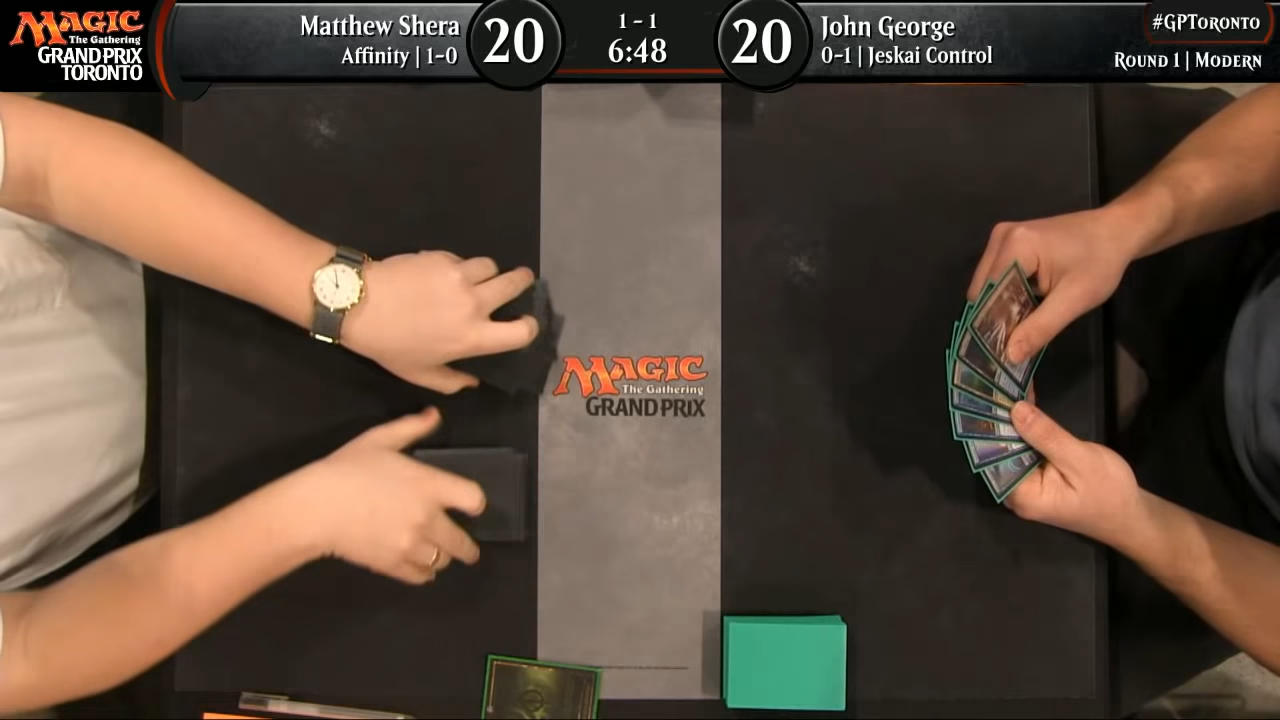 MAGIC
The Gathering
GRAND PRIX
TORONTO
Matthew Shera
Affinity | 1-0
20
1 - 1
6:48
20
John George
0-1 | Jeskai Control
#GPToronto
Round 1 | Modern
MAGIC
The Gathering
GRAND PRIX